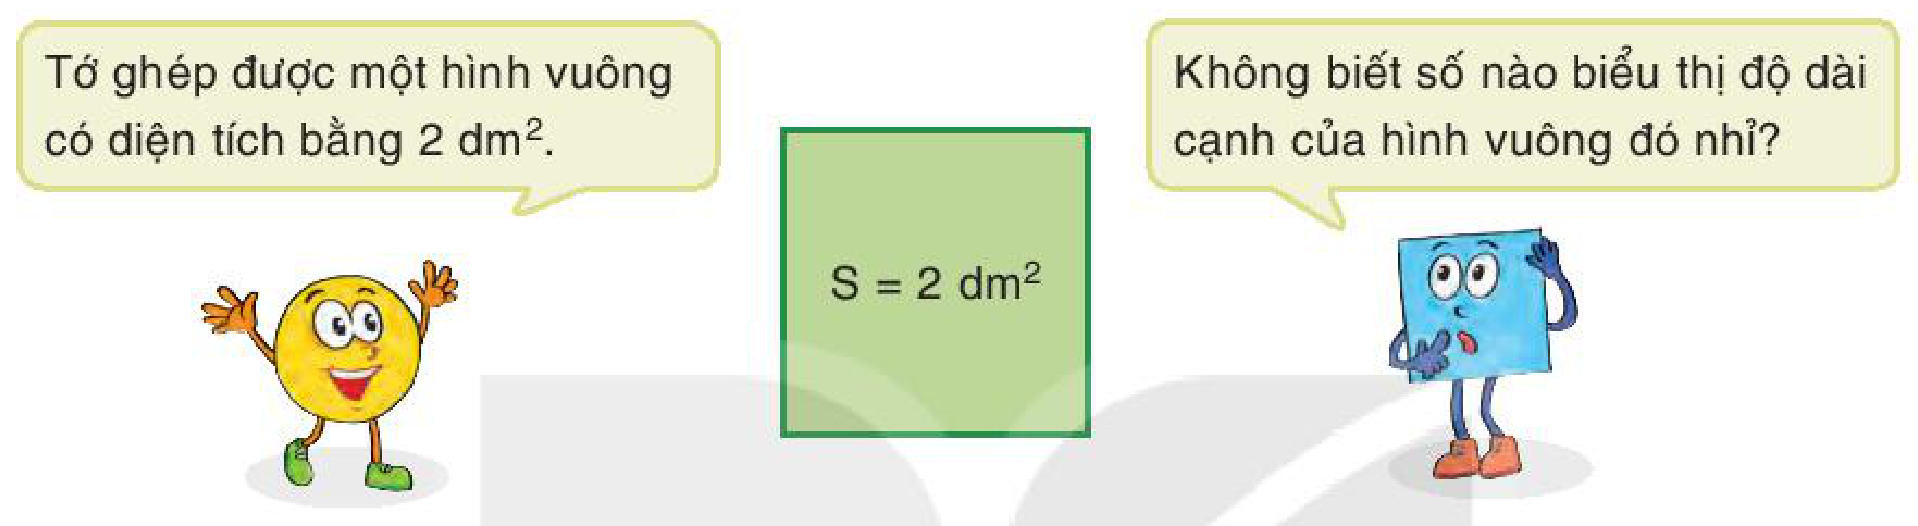 Tớ ghép được một hình vuông
có diện tích bằng 2 dm².
Không biết số nào biểu thị độ dài
cạnh của hình vuông đó nhỉ?
S = 2 dm²